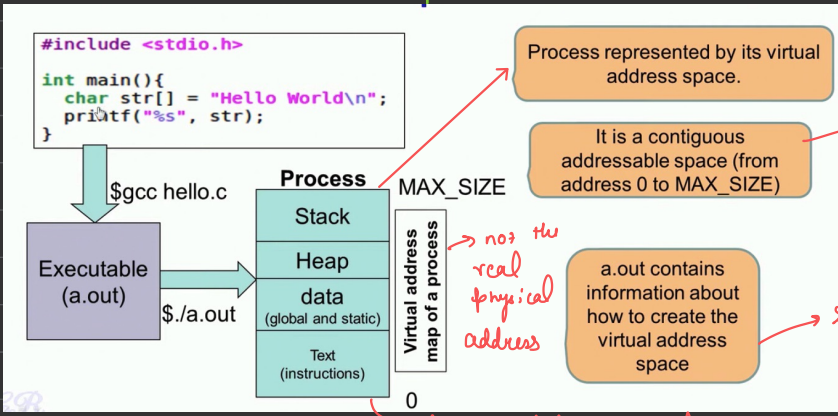 #include <stdio.h>
int main(){
char str[] = "Hello World\n";
printf("%s", str);
}
$gcc hello.c
Executable
(a.out)
$./a.out
Process
Stack
Heap
data
(global and static)
Text
(instructions)
MAX_SIZE
Virtual address
map of a process
0
not the
real
physical
address
Process represented by its virtual
address space.
It is a contiguous
addressable space (from
address 0 to MAX_SIZE)
a.out contains
information about
how to create the
virtual address
space